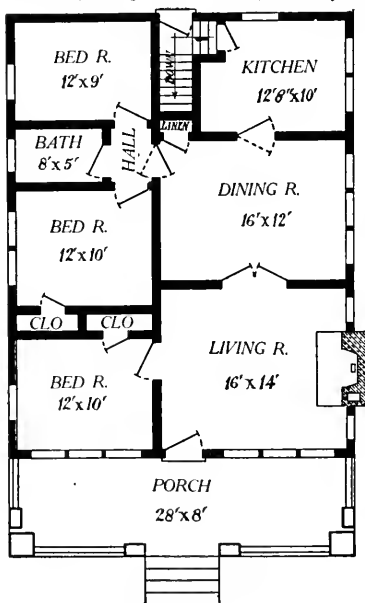 BED R.
12'x9'
DOWN
KITCHEN
12'8"x10'
LINEN
BATH
8'x5'
HALL
DINING R.
16'x12'
BED R.
12'x10'
CLO
CLO
LIVING R.
16'x14'
BED R.
12'x10'
PORCH
28'x8'